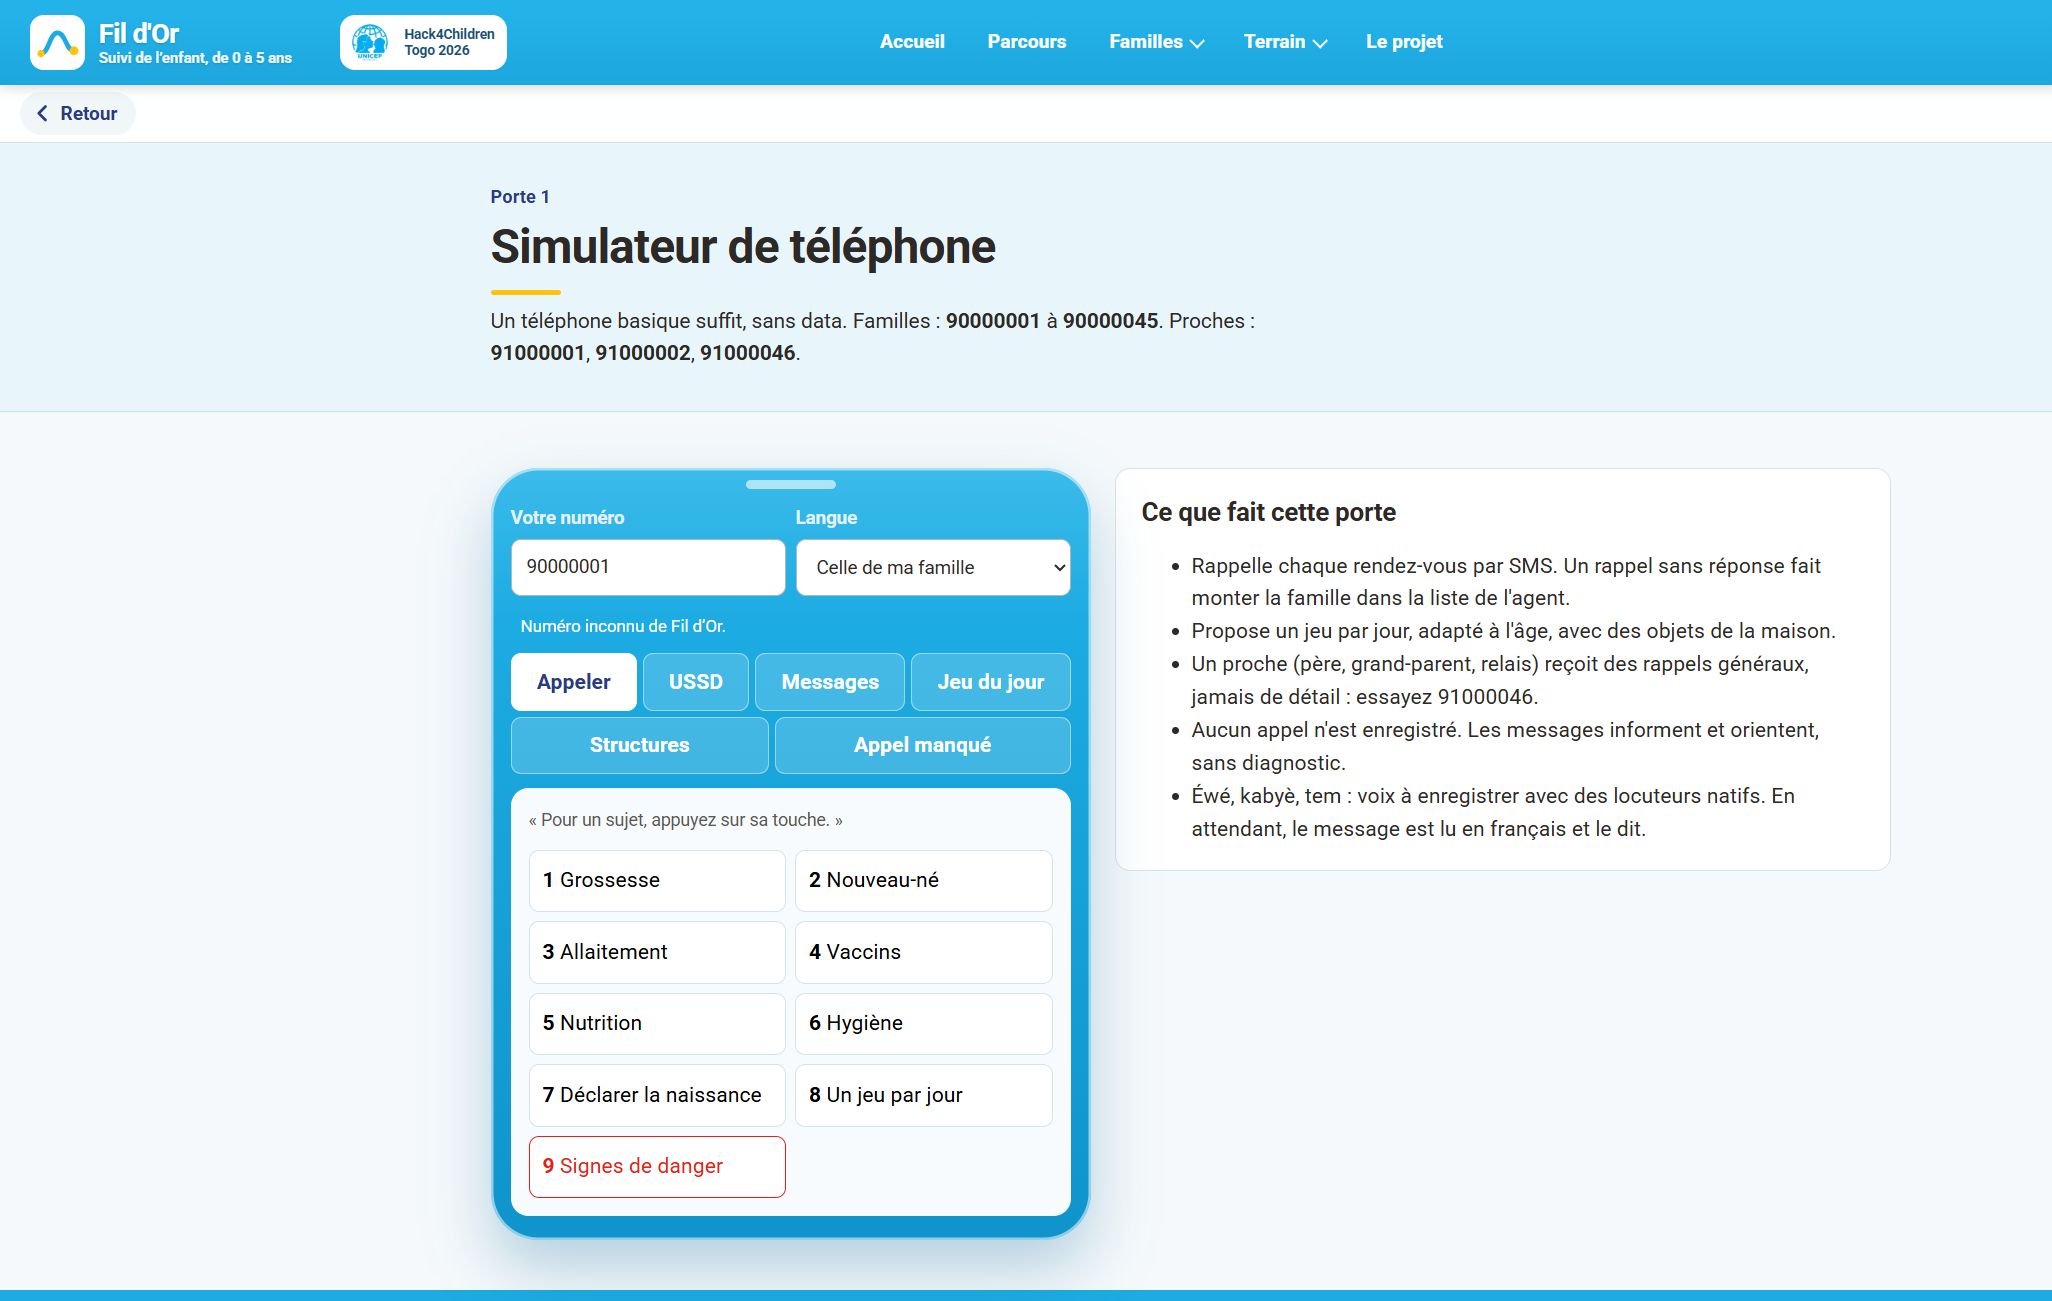 Fil d'Or
Suivi de l'enfant, de 0 à 5 ans
unicef
Hack4Children
Togo 2026
Accueil
Parcours
Familles
Terrain
Le projet
Retour
Porte 1
Simulateur de téléphone
Un téléphone basique suffit, sans data. Familles : 90000001 à 90000045. Proches :
91000001, 91000002, 91000046.
Votre numéro
Langue
90000001
Celle de ma famille
Numéro inconnu de Fil d'Or.
Appeler
USSD
Messages
Jeu du jour
Structures
Appel manqué
« Pour un sujet, appuyez sur sa touche. »
1 Grossesse
2 Nouveau-né
3 Allaitement
4 Vaccins
5 Nutrition
6 Hygiène
7 Déclarer la naissance
8 Un jeu par jour
9 Signes de danger
Ce que fait cette porte
Rappelle chaque rendez-vous par SMS. Un rappel sans réponse fait
monter la famille dans la liste de l'agent.
Propose un jeu par jour, adapté à l'âge, avec des objets de la maison.
Un proche (père, grand-parent, relais) reçoit des rappels généraux,
jamais de détail : essayez 91000046.
Aucun appel n'est enregistré. Les messages informent et orientent,
sans diagnostic.
Éwé, kabyè, tem : voix à enregistrer avec des locuteurs natifs. En
attendant, le message est lu en français et le dit.